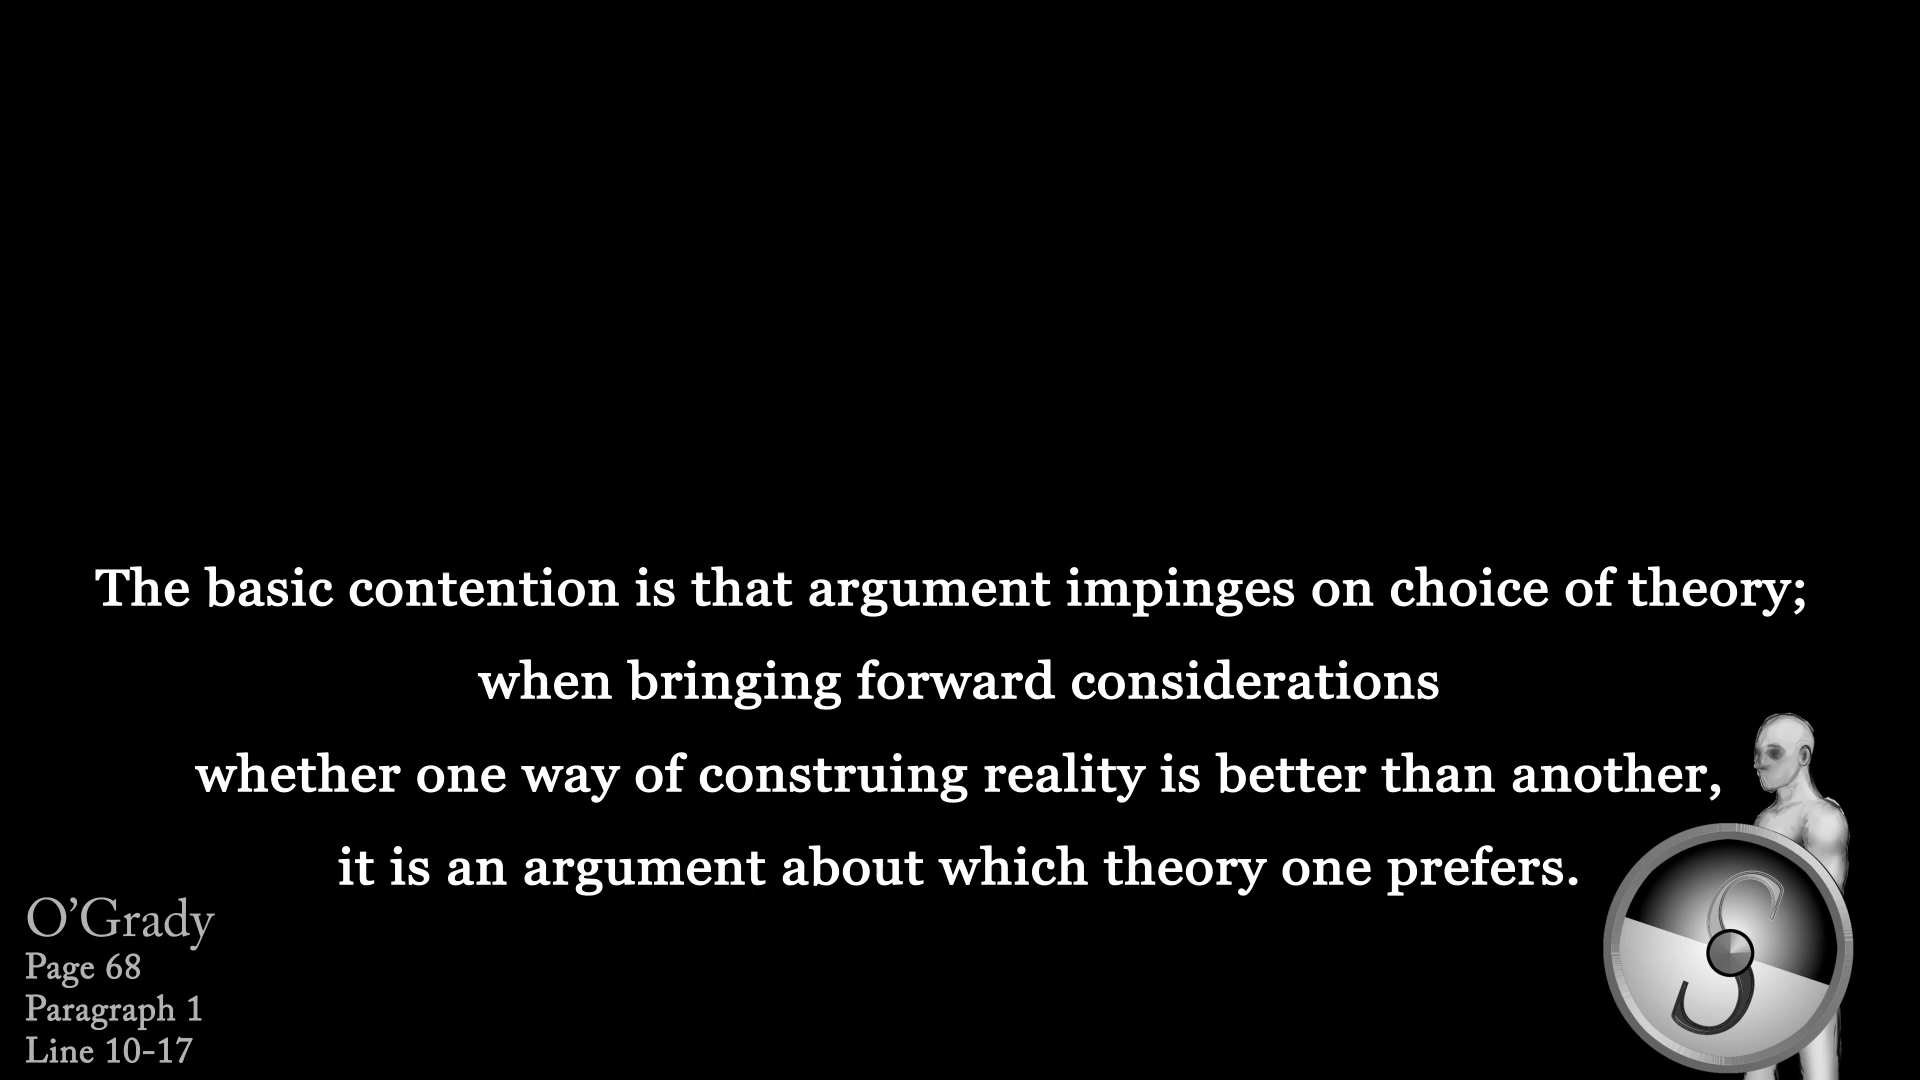 The basic contention is that argument impinges on choice of theory;
when bringing forward considerations
whether one way of construing reality is better than another,
it is an argument about which theory one prefers.
O’Grady
Page 68
Paragraph 1
Line 10-17
S